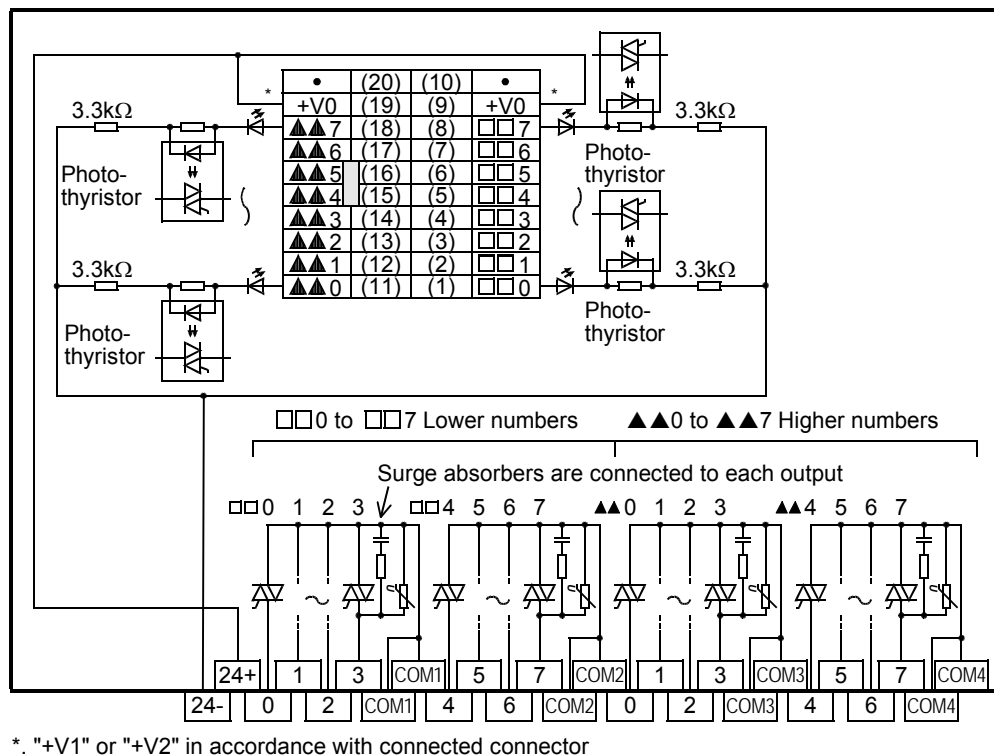 • (20) (10) •
* +V0 (19) (9) +V0 *
3.3kΩ ▲▲7 (18) (8) □□7 3.3kΩ
▲▲6 (17) (7) □□6
▲▲5 (16) (6) □□5
▲▲4 (15) (5) □□4
▲▲3 (14) (4) □□3
▲▲2 (13) (3) □□2
▲▲1 (12) (2) □□1
3.3kΩ ▲▲0 (11) (1) □□0 3.3kΩ
Photo-
thyristor
Photo-
thyristor
Photo-
thyristor
Photo-
thyristor
□□0 to □□7 Lower numbers ▲▲0 to ▲▲7 Higher numbers
Surge absorbers are connected to each output
□□0 1 2 3 □□4 5 6 7 ▲▲0 1 2 3 ▲▲4 5 6 7
24+ 1 3 COM1 5 7 COM2 1 3 COM3 5 7 COM4
24- 0 2 COM1 4 6 COM2 0 2 COM3 4 6 COM4
*. "+V1" or "+V2" in accordance with connected connector